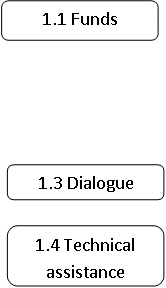 1.1 Funds
1.3 Dialogue
1.4 Technical
assistance